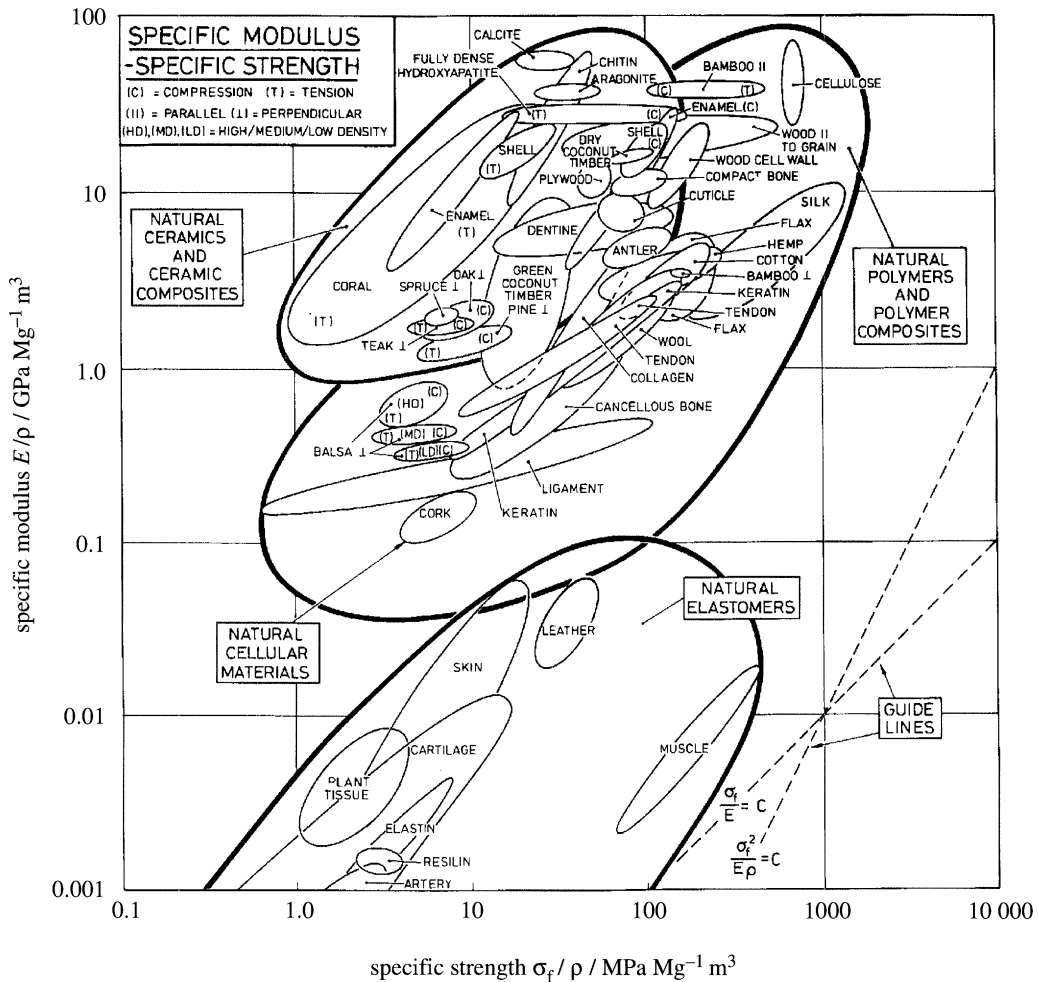 SPECIFIC MODULUS
-SPECIFIC STRENGTH
(C) = COMPRESSION (T) = TENSION
(II) = PARALLEL (⊥) = PERPENDICULAR
(HD),(MD),(LD) = HIGH/MEDIUM/LOW DENSITY
CALCITE
FULLY DENSE
HYDROXYAPATITE
CHITIN
ARAGONITE
BAMBOO II
(C)
(T)
CELLULOSE
(T)
(C)
ENAMEL(C)
SHELL
(C)
SHELL
(T)
DRY
COCONUT
TIMBER
WOOD II
TO GRAIN
WOOD CELL WALL
PLYWOOD
COMPACT BONE
CUTICLE
SILK
NATURAL
CERAMICS
AND
CERAMIC
COMPOSITES
ENAMEL
(T)
DENTINE
ANTLER
FLAX
HEMP
COTTON
BAMBOO ⊥
KERATIN
TENDON
FLAX
WOOL
TENDON
COLLAGEN
NATURAL
POLYMERS AND
POLYMER
COMPOSITES
CORAL
(T)
OAK⊥
SPRUCE ⊥
GREEN
COCONUT
TIMBER
PINE ⊥
(T)
(C)
(C)
TEAK ⊥
(T)
(C)
(HD)
(C)
(T)
(T)
(MD)
(C)
BALSA ⊥
(T)
(LD)
(C)
CANCELLOUS BONE
LIGAMENT
KERATIN
CORK
NATURAL
CELLULAR
MATERIALS
NATURAL
ELASTOMERS
LEATHER
SKIN
CARTILAGE
PLANT
TISSUE
MUSCLE
ELASTIN
RESILIN
ARTERY
GUIDE
LINES
σf/E = C
σf²/Eρ = C
100
10
1.0
0.1
0.01
0.001
specific modulus E/ρ / GPa Mg⁻¹ m³
0.1
1.0
10
100
1000
10 000
specific strength σf / ρ / MPa Mg⁻¹ m³